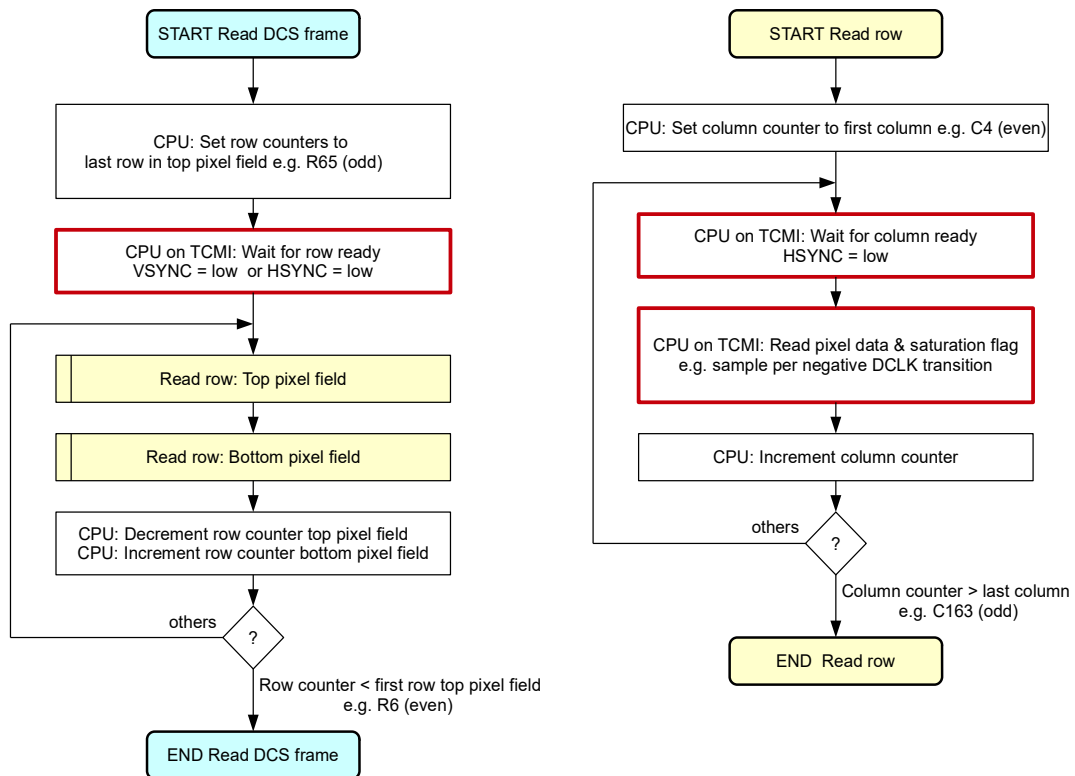 START Read DCS frame
CPU: Set row counters to
last row in top pixel field e.g. R65 (odd)
CPU on TCMI: Wait for row ready
VSYNC = low or HSYNC = low
Read row: Top pixel field
Read row: Bottom pixel field
CPU: Decrement row counter top pixel field
CPU: Increment row counter bottom pixel field
others
?
Row counter < first row top pixel field
e.g. R6 (even)
END Read DCS frame
START Read row
CPU: Set column counter to first column e.g. C4 (even)
CPU on TCMI: Wait for column ready
HSYNC = low
CPU on TCMI: Read pixel data & saturation flag
e.g. sample per negative DCLK transition
CPU: Increment column counter
others
?
Column counter > last column
e.g. C163 (odd)
END Read row